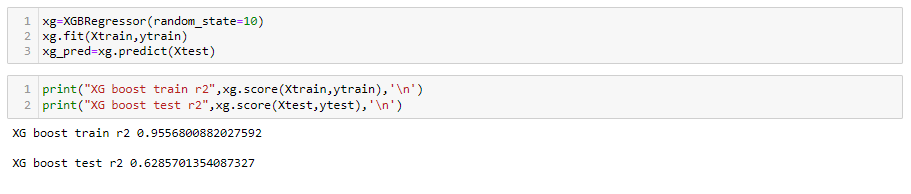 1 xg=XGBRegressor(random_state=10)
2 xg.fit(Xtrain,ytrain)
3 xg_pred=xg.predict(Xtest)
1 print("XG boost train r2",xg.score(Xtrain,ytrain),'\n')
2 print("XG boost test r2",xg.score(Xtest,ytest),'\n')
XG boost train r2 0.9556800882027592
XG boost test r2 0.6285701354087327